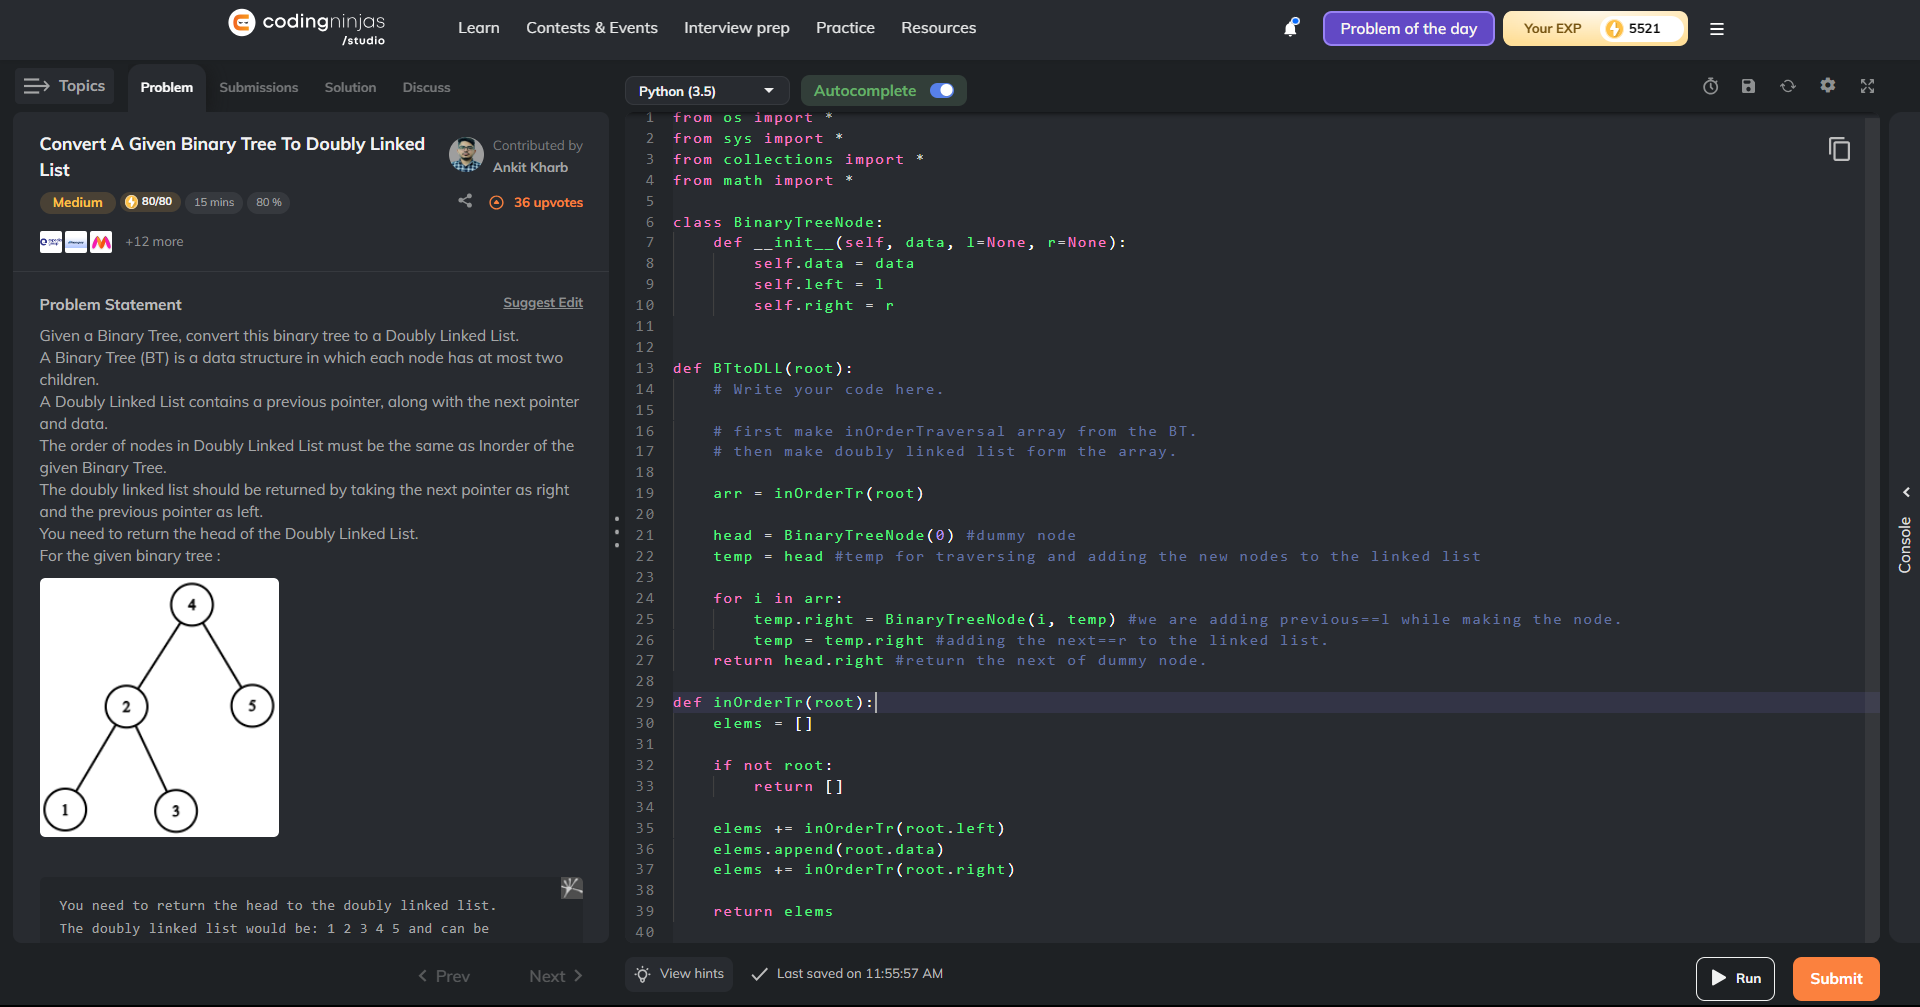 codingninjas
/studio
Learn
Contests & Events
Interview prep
Practice
Resources
Problem of the day
Your EXP
5521
Topics
Problem
Submissions
Solution
Discuss
Python (3.5)
Autocomplete
Convert A Given Binary Tree To Doubly Linked
List
Contributed by
Ankit Kharb
Medium
80/80
15 mins
80 %
36 upvotes
+12 more
Problem Statement
Suggest Edit
Given a Binary Tree, convert this binary tree to a Doubly Linked List.
A Binary Tree (BT) is a data structure in which each node has at most two
children.
A Doubly Linked List contains a previous pointer, along with the next pointer
and data.
The order of nodes in Doubly Linked List must be the same as Inorder of the
given Binary Tree.
The doubly linked list should be returned by taking the next pointer as right
and the previous pointer as left.
You need to return the head of the Doubly Linked List.
For the given binary tree :
4
2
5
1
3
You need to return the head to the doubly linked list.
The doubly linked list would be: 1 2 3 4 5 and can be
Prev
Next
1 from os import *
2 from sys import *
3 from collections import *
4 from math import *
5
6 class BinaryTreeNode:
7 def __init__(self, data, l=None, r=None):
8 self.data = data
9 self.left = l
10 self.right = r
11
12
13 def BTtoDLL(root):
14 # Write your code here.
15
16 # first make inOrderTraversal array from the BT.
17 # then make doubly linked list form the array.
18
19 arr = inOrderTr(root)
20
21 head = BinaryTreeNode(0) #dummy node
22 temp = head #temp for traversing and adding the new nodes to the linked list
23
24 for i in arr:
25 temp.right = BinaryTreeNode(i, temp) #we are adding previous==l while making the node.
26 temp = temp.right #adding the next==r to the linked list.
27 return head.right #return the next of dummy node.
28
29 def inOrderTr(root):
30 elems = []
31
32 if not root:
33 return []
34
35 elems += inOrderTr(root.left)
36 elems.append(root.data)
37 elems += inOrderTr(root.right)
38
39 return elems
40
Console
View hints
Last saved on 11:55:57 AM
Run
Submit